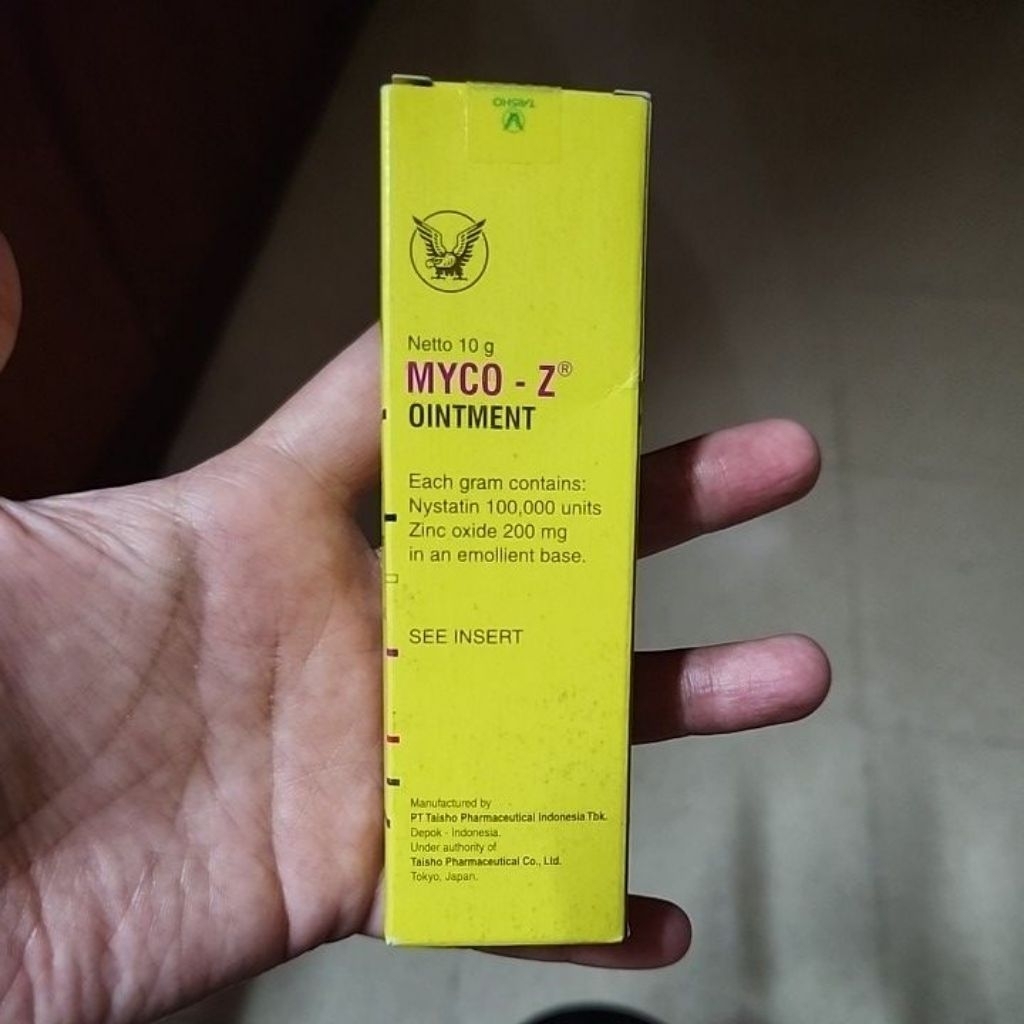 TAISHO
Netto 10 g
MYCO - Z®
OINTMENT
Each gram contains:
Nystatin 100,000 units
Zinc oxide 200 mg
in an emollient base.
SEE INSERT
Manufactured by
PT Taisho Pharmaceutical Indonesia Tbk.
Depok - Indonesia.
Under authority of
Taisho Pharmaceutical Co., Ltd.
Tokyo, Japan.